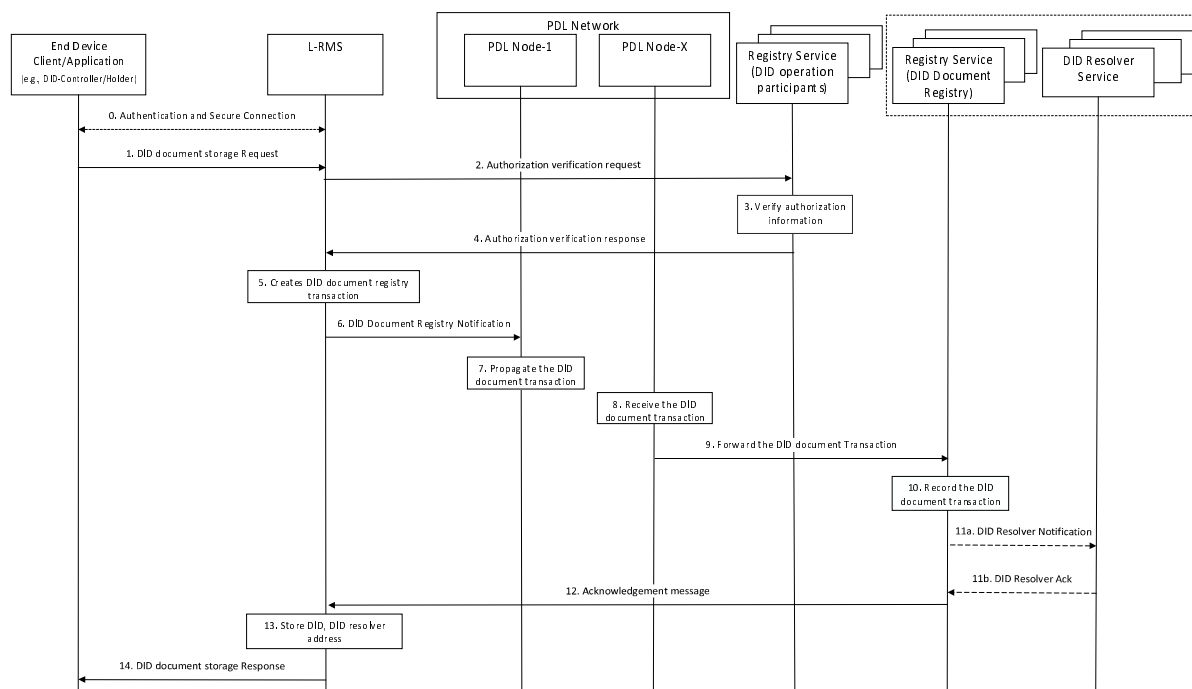 PDL Network
End Device
Client/Application
(e.g., DID-Controller/Holder)
L-RMS
PDL Node-1
PDL Node-X
Registry Service
(DID operation
participants)
Registry Service
(DID Document
Registry)
DID Resolver
Service
0. Authentication and Secure Connection
1. DID document storage Request
2. Authorization verification request
3. Verify authorization
information
4. Authorization verification response
5. Creates DID document registry
transaction
6. DID Document Registry Notification
7. Propagate the DID
document transaction
8. Receive the DID
document transaction
9. Forward the DID document Transaction
10. Record the DID
document transaction
11a. DID Resolver Notification
11b. DID Resolver Ack
12. Acknowledgement message
13. Store DID, DID resolver
address
14. DID document storage Response